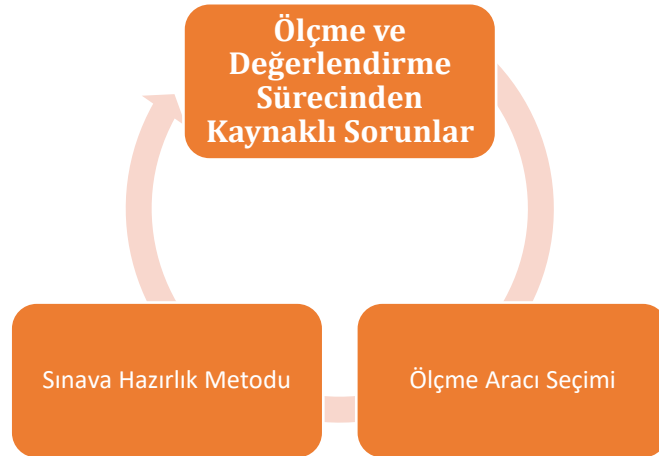 Ölçme ve
Değerlendirme
Sürecinden
Kaynaklı Sorunlar
Sınava Hazırlık Metodu
Ölçme Aracı Seçimi